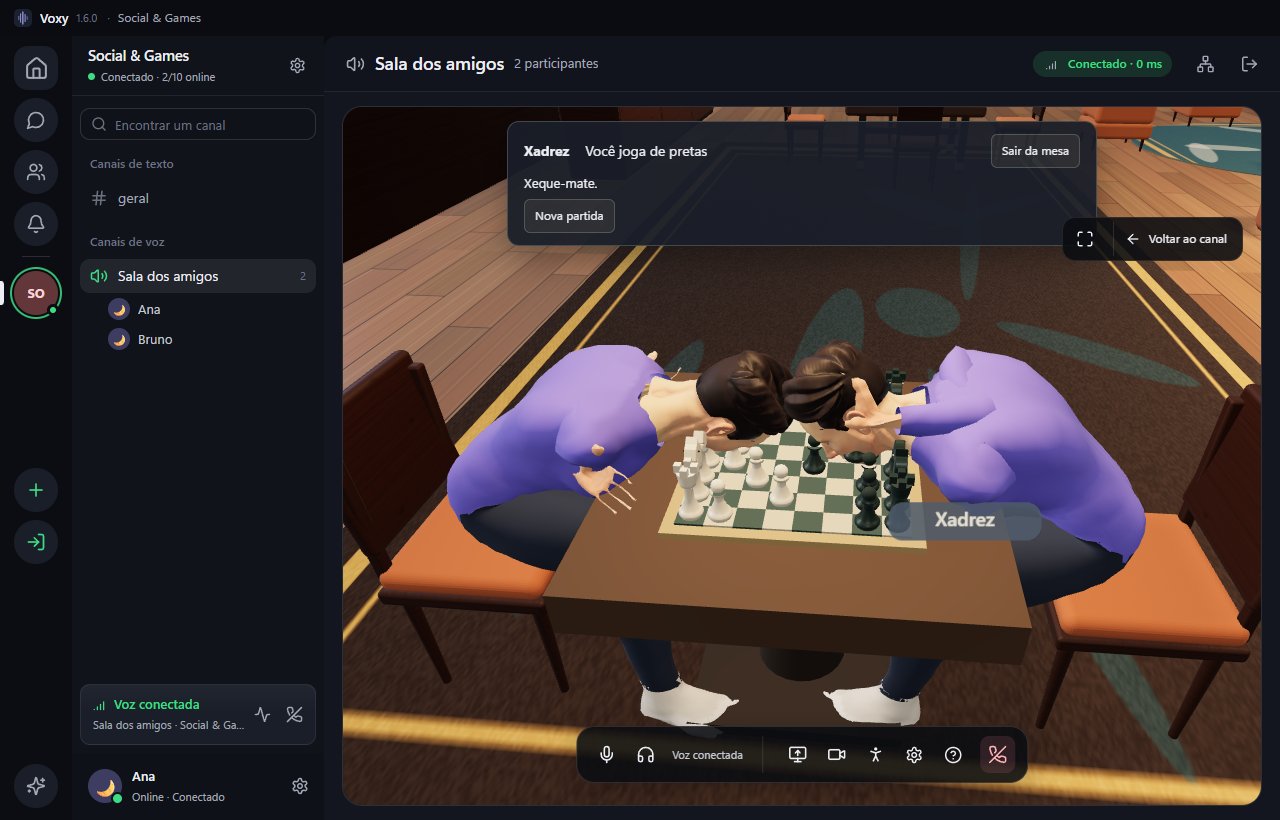 Voxy 1.6.0 · Social & Games
Social & Games
Conectado · 2/10 online
Encontrar um canal
Canais de texto
# geral
Canais de voz
Sala dos amigos 2
Ana
Bruno
SO
Voz conectada
Sala dos amigos · Social & Ga...
Ana
Online · Conectado
Sala dos amigos 2 participantes
Conectado · 0 ms
Xadrez Você joga de pretas
Sair da mesa
Xeque-mate.
Nova partida
Voltar ao canal
Xadrez
Voz conectada